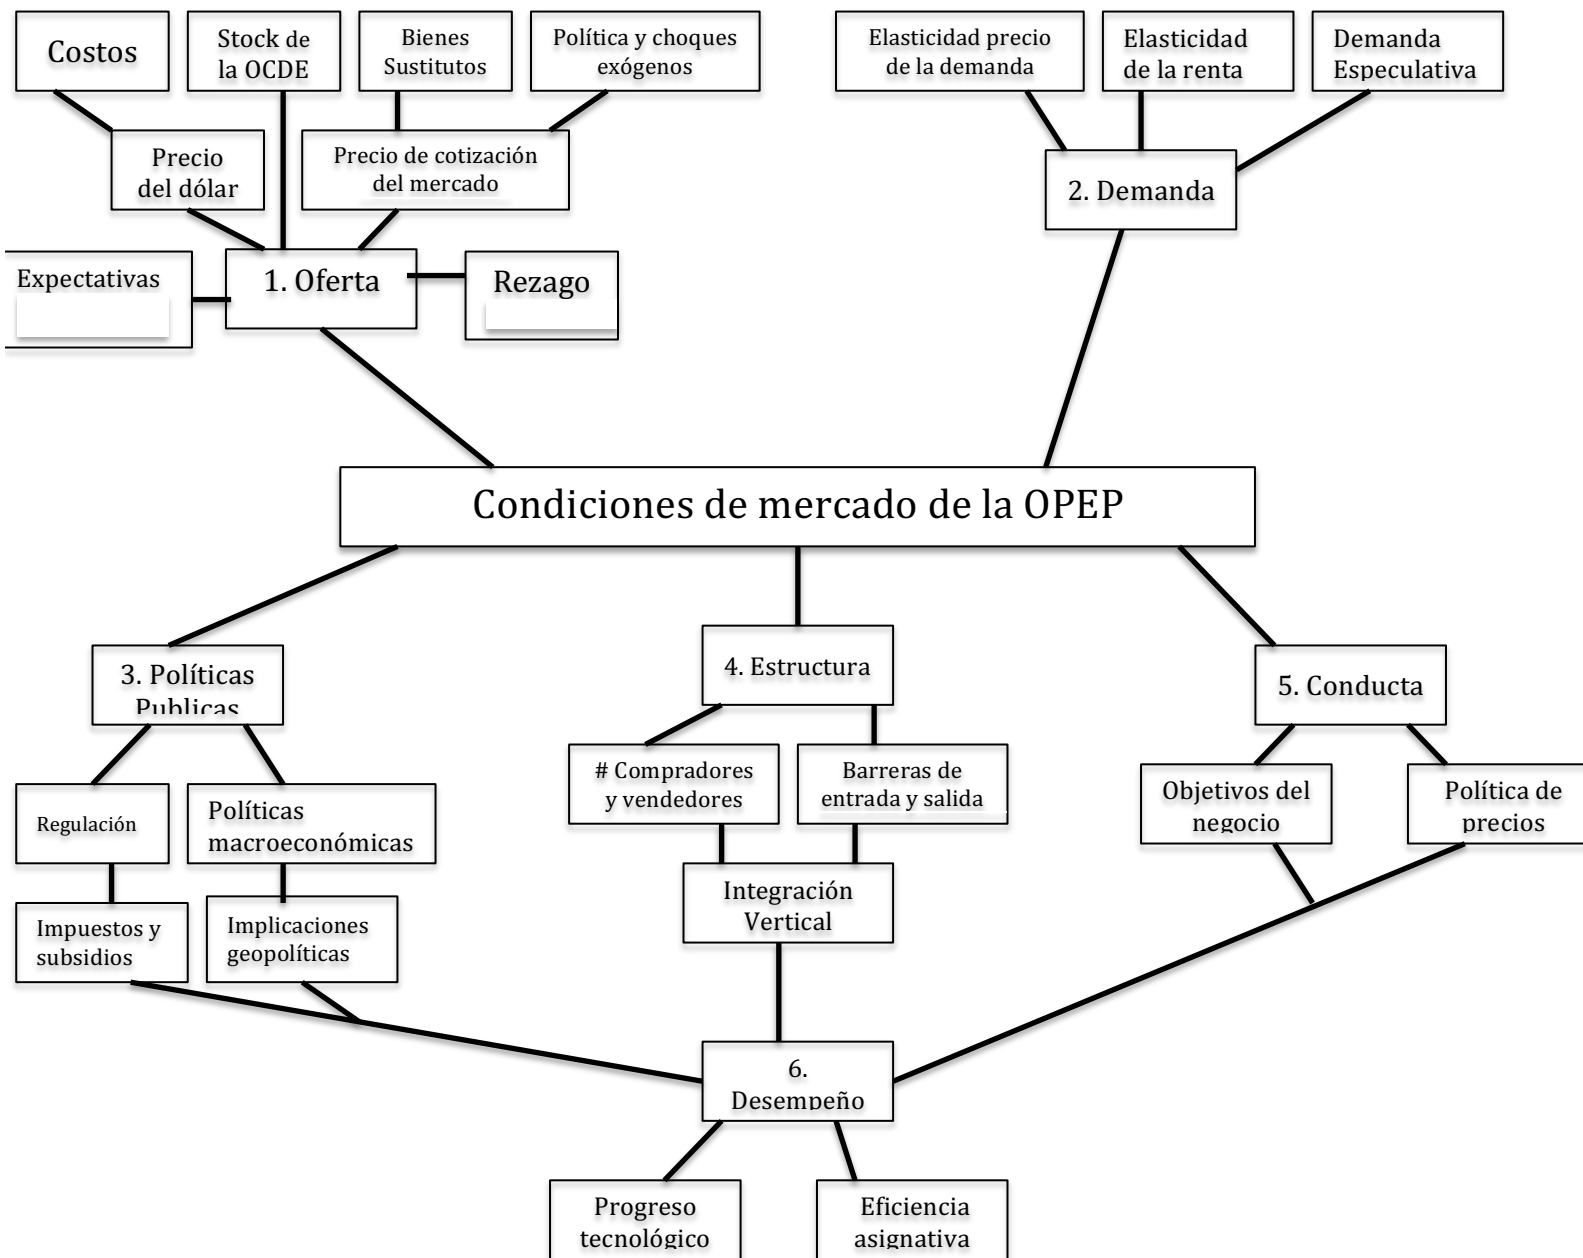 Costos
Stock de
la OCDE
Bienes
Sustitutos
Política y choques
exógenos
Elasticidad precio
de la demanda
Elasticidad
de la renta
Demanda
Especulativa
Precio
del dólar
Precio de cotización
del mercado
2. Demanda
Expectativas
1. Oferta
Rezago
Condiciones de mercado de la OPEP
3. Políticas
Publicas
4. Estructura
5. Conducta
Regulación
Políticas
macroeconómicas
# Compradores
y vendedores
Barreras de
entrada y salida
Objetivos del
negocio
Política de
precios
Impuestos y
subsidios
Implicaciones
geopolíticas
Integración
Vertical
6.
Desempeño
Progreso
tecnológico
Eficiencia
asignativa